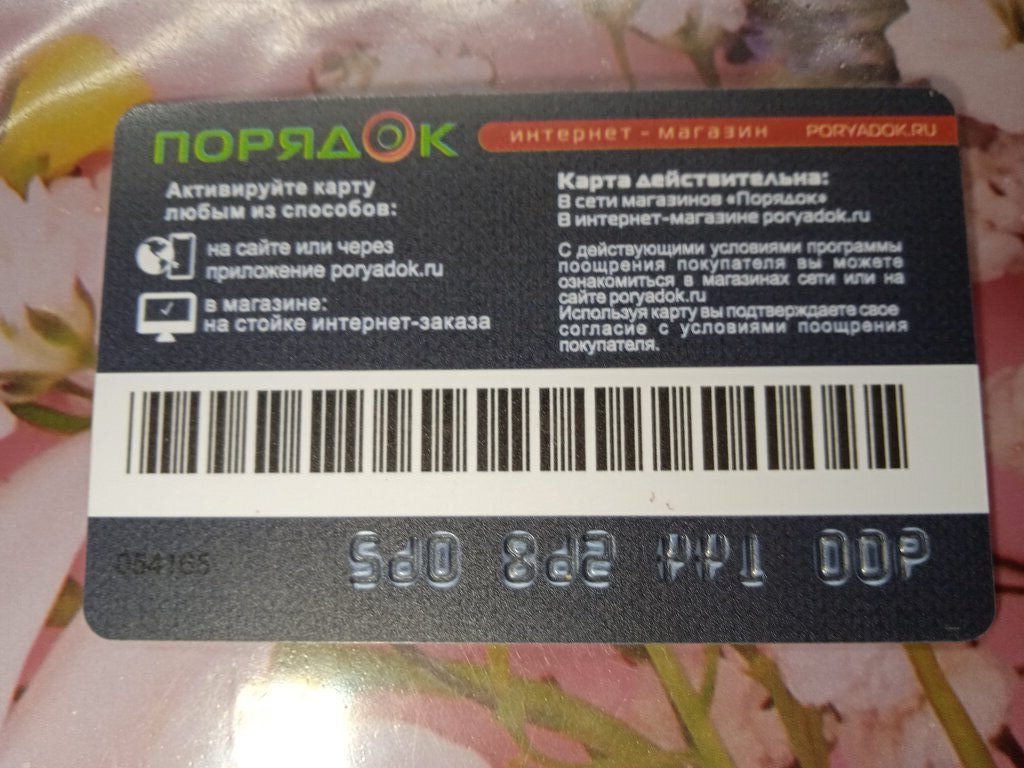 ПОРЯДОК
интернет - магазин PORYADOK.RU
Активируйте карту
любым из способов:
на сайте или через
приложение poryadok.ru
в магазине:
на стойке интернет-заказа
Карта действительна:
В сети магазинов «Порядок»
В интернет-магазине poryadok.ru
С действующими условиями программы
поощрения покупателя вы можете
ознакомиться в магазинах сети или на
сайте poryadok.ru
Используя карту вы подтверждаете свое
согласие с условиями поощрения
покупателя.
054165